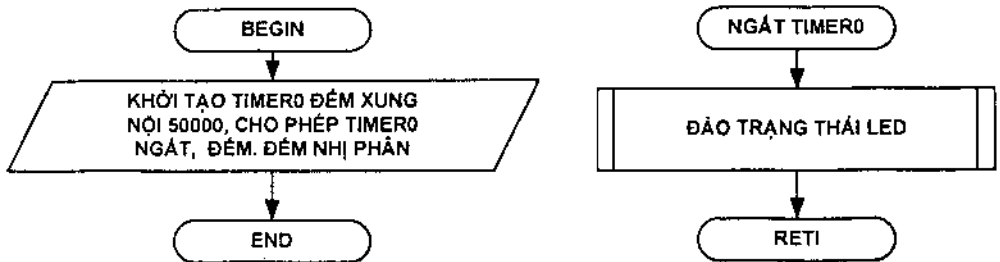 BEGIN
KHỞI TẠO TIMER0 ĐẾM XUNG
NỘI 50000, CHO PHÉP TIMER0
NGẮT, ĐẾM. ĐẾM NHỊ PHÂN
END
NGẮT TIMER0
ĐẢO TRẠNG THÁI LED
RETI